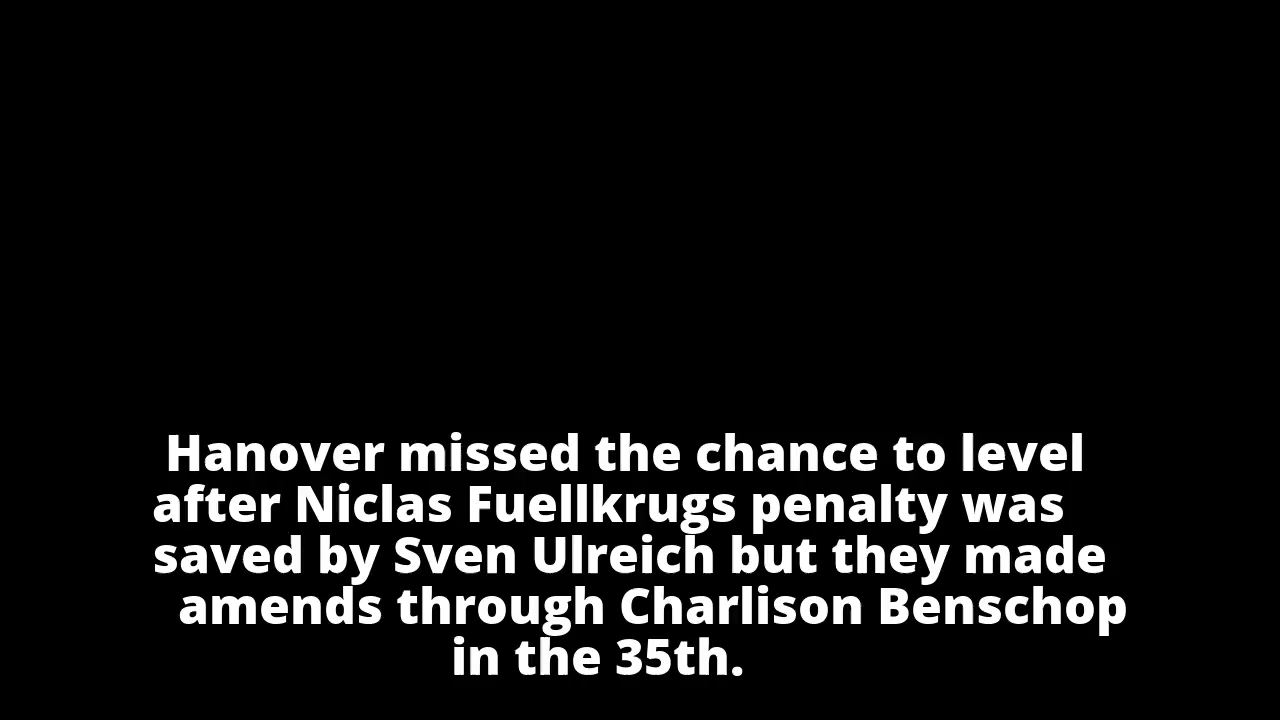 Hanover missed the chance to level
after Niclas Fuellkrugs penalty was
saved by Sven Ulreich but they made
amends through Charlison Benschop
in the 35th.